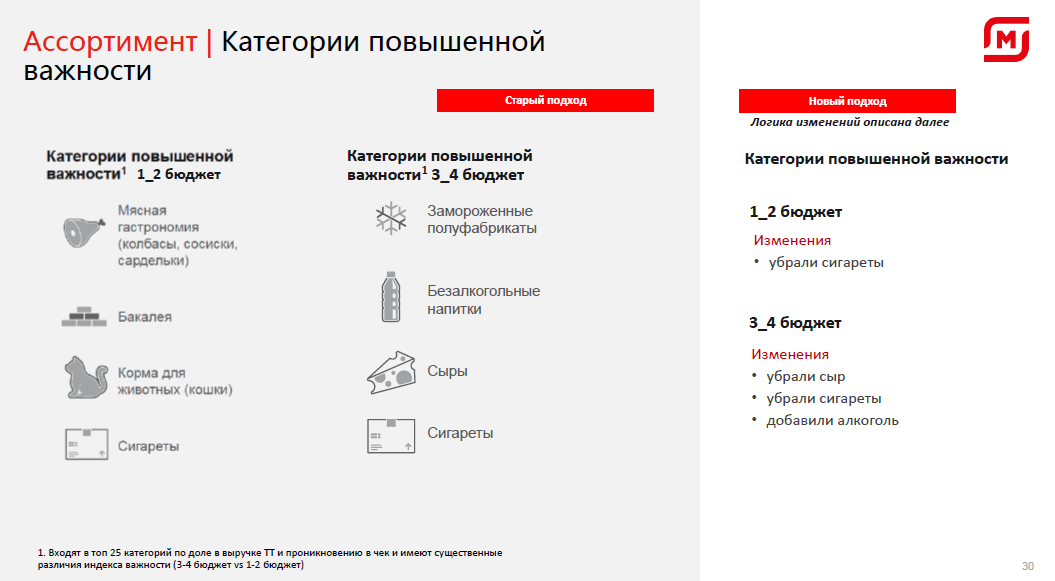 Ассортимент | Категории повышенной
важности
Старый подход
Категории повышенной
важности1 1_2 бюджет
Мясная
гастрономия
(колбасы, сосиски,
сардельки)
Бакалея
Корма для
животных (кошки)
Сигареты
Категории повышенной
важности1 3_4 бюджет
Замороженные
полуфабрикаты
Безалкогольные
напитки
Сыры
Сигареты
Новый подход
Логика изменений описана далее
Категории повышенной важности
1_2 бюджет
Изменения
• убрали сигареты
3_4 бюджет
Изменения
• убрали сыр
• убрали сигареты
• добавили алкоголь
1. Входят в топ 25 категорий по доле в выручке ТТ и проникновению в чек и имеют существенные
различия индекса важности (3-4 бюджет vs 1-2 бюджет)
М
30